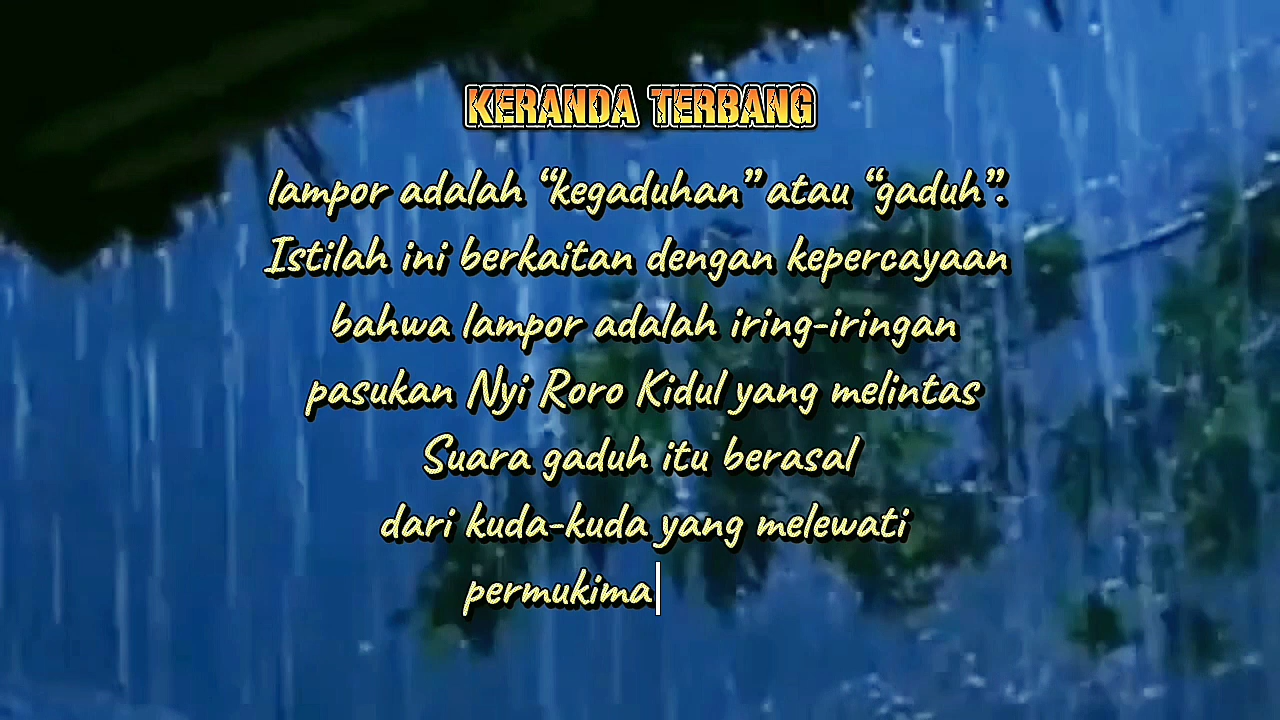 KERANDA TERBANG
lampor adalah “kegaduhan” atau “gaduh”.
Istilah ini berkaitan dengan kepercayaan
bahwa lampor adalah iring-iringan
pasukan Nyi Roro Kidul yang melintas
Suara gaduh itu berasal
dari kuda-kuda yang melewati
permukima